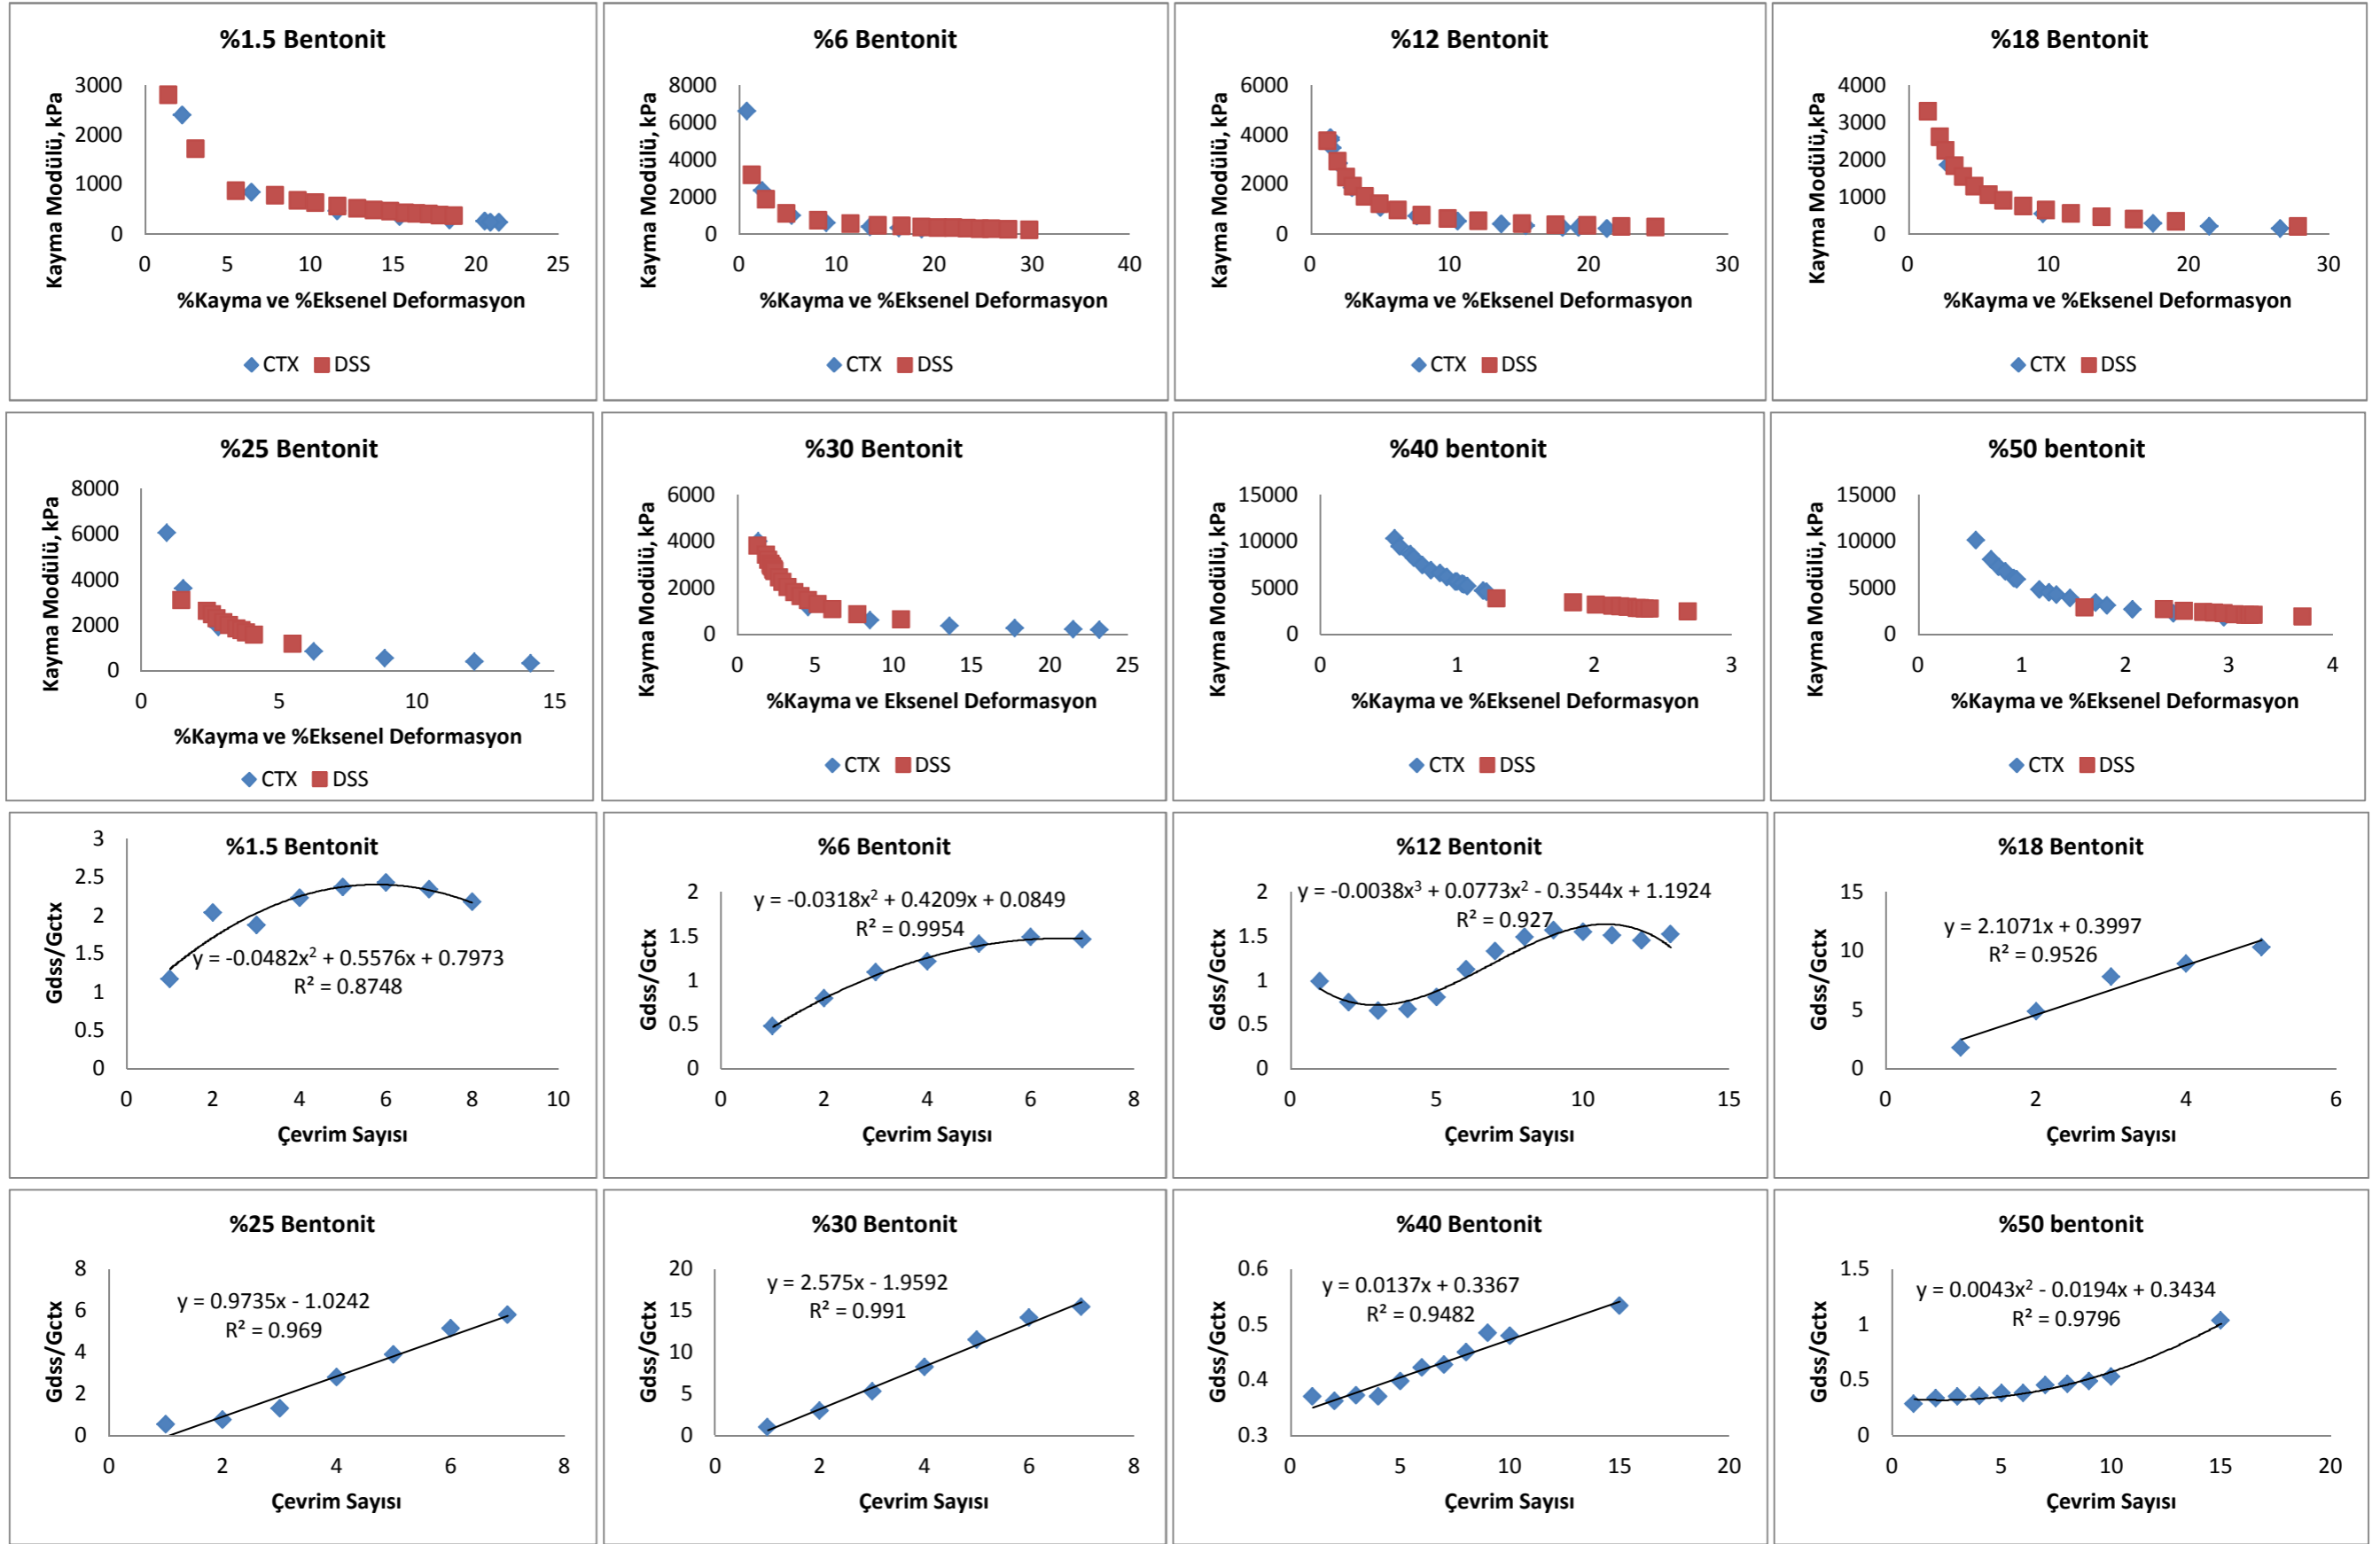 %1.5 Bentonit
Kayma Modülü, kPa
3000
2000
1000
0
0 5 10 15 20 25
%Kayma ve %Eksenel Deformasyon
CTX DSS
%6 Bentonit
Kayma Modülü, kPa
8000
6000
4000
2000
0
0 10 20 30 40
%Kayma ve %Eksenel Deformasyon
CTX DSS
%12 Bentonit
Kayma Modülü, kPa
6000
4000
2000
0
0 10 20 30
%Kayma ve %Eksenel Deformasyon
CTX DSS
%18 Bentonit
Kayma Modülü,kPa
4000
3000
2000
1000
0
0 10 20 30
%Kayma ve %Eksenel Deformasyon
CTX DSS
%25 Bentonit
Kayma Modülü, kPa
8000
6000
4000
2000
0
0 5 10 15
%Kayma ve %Eksenel Deformasyon
CTX DSS
%30 Bentonit
Kayma Modülü, kPa
6000
4000
2000
0
0 5 10 15 20 25
%Kayma ve Eksenel Deformasyon
CTX DSS
%40 bentonit
Kayma Modülü, kPa
15000
10000
5000
0
0 1 2 3
%Kayma ve %Eksenel Deformasyon
CTX DSS
%50 bentonit
Kayma Modülü, kPa
15000
10000
5000
0
0 1 2 3 4
%Kayma ve %Eksenel Deformasyon
CTX DSS
%1.5 Bentonit
Gdss/Gctx
3
2.5
2
1.5
1
0.5
0
y = -0.0482x² + 0.5576x + 0.7973
R² = 0.8748
0 2 4 6 8 10
Çevrim Sayısı
%6 Bentonit
Gdss/Gctx
2
1.5
1
0.5
0
y = -0.0318x² + 0.4209x + 0.0849
R² = 0.9954
0 2 4 6 8
Çevrim Sayısı
%12 Bentonit
Gdss/Gctx
2
1.5
1
0.5
0
y = -0.0038x³ + 0.0773x² - 0.3544x + 1.1924
R² = 0.927
0 5 10 15
Çevrim Sayısı
%18 Bentonit
Gdss/Gctx
15
10
5
0
y = 2.1071x + 0.3997
R² = 0.9526
0 2 4 6
Çevrim Sayısı
%25 Bentonit
Gdss/Gctx
8
6
4
2
0
y = 0.9735x - 1.0242
R² = 0.969
0 2 4 6 8
Çevrim Sayısı
%30 Bentonit
Gdss/Gctx
20
15
10
5
0
y = 2.575x - 1.9592
R² = 0.991
0 2 4 6 8
Çevrim Sayısı
%40 Bentonit
Gdss/Gctx
0.6
0.5
0.4
0.3
y = 0.0137x + 0.3367
R² = 0.9482
0 5 10 15 20
Çevrim Sayısı
%50 bentonit
Gdss/Gctx
1.5
1
0.5
0
y = 0.0043x² - 0.0194x + 0.3434
R² = 0.9796
0 5 10 15 20
Çevrim Sayısı